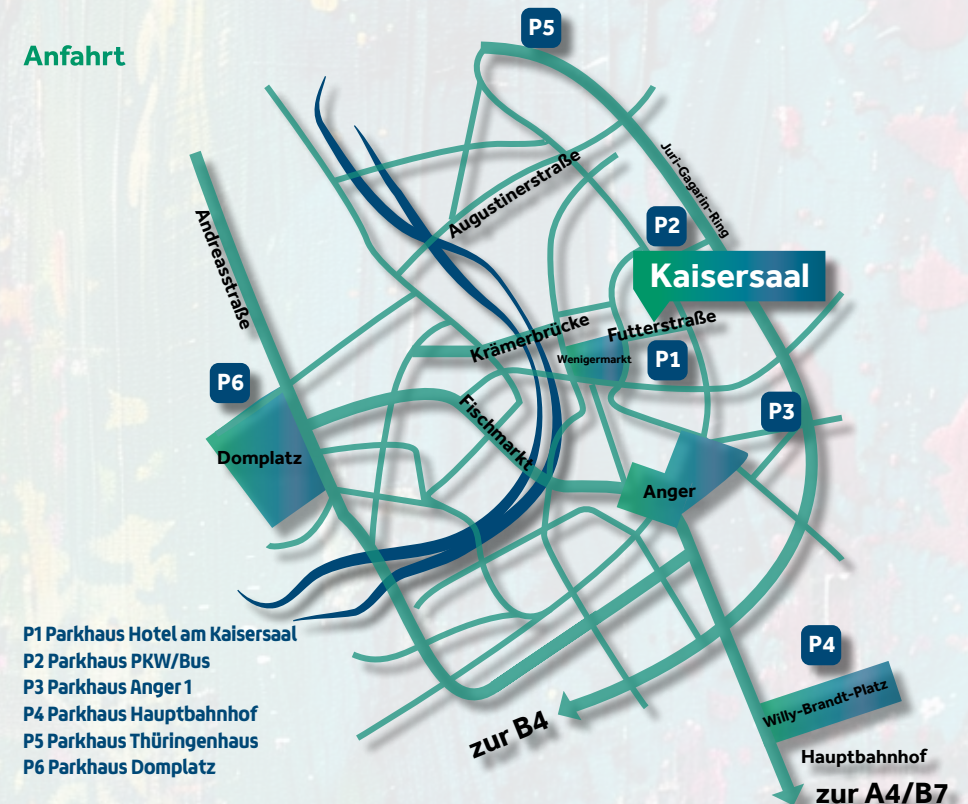 Anfahrt
P5
Juri-Gagarin-Ring
Augustinerstraße
Andreasstraße
P2
Kaisersaal
Krämerbrücke
Futterstraße
Wenigermarkt
P1
P6
P3
Fischmarkt
Domplatz
Anger
P1 Parkhaus Hotel am Kaisersaal
P2 Parkhaus PKW/Bus
P3 Parkhaus Anger 1
P4 Parkhaus Hauptbahnhof
P5 Parkhaus Thüringenhaus
P6 Parkhaus Domplatz
P4
Willy-Brandt-Platz
zur B4
Hauptbahnhof
zur A4/B7